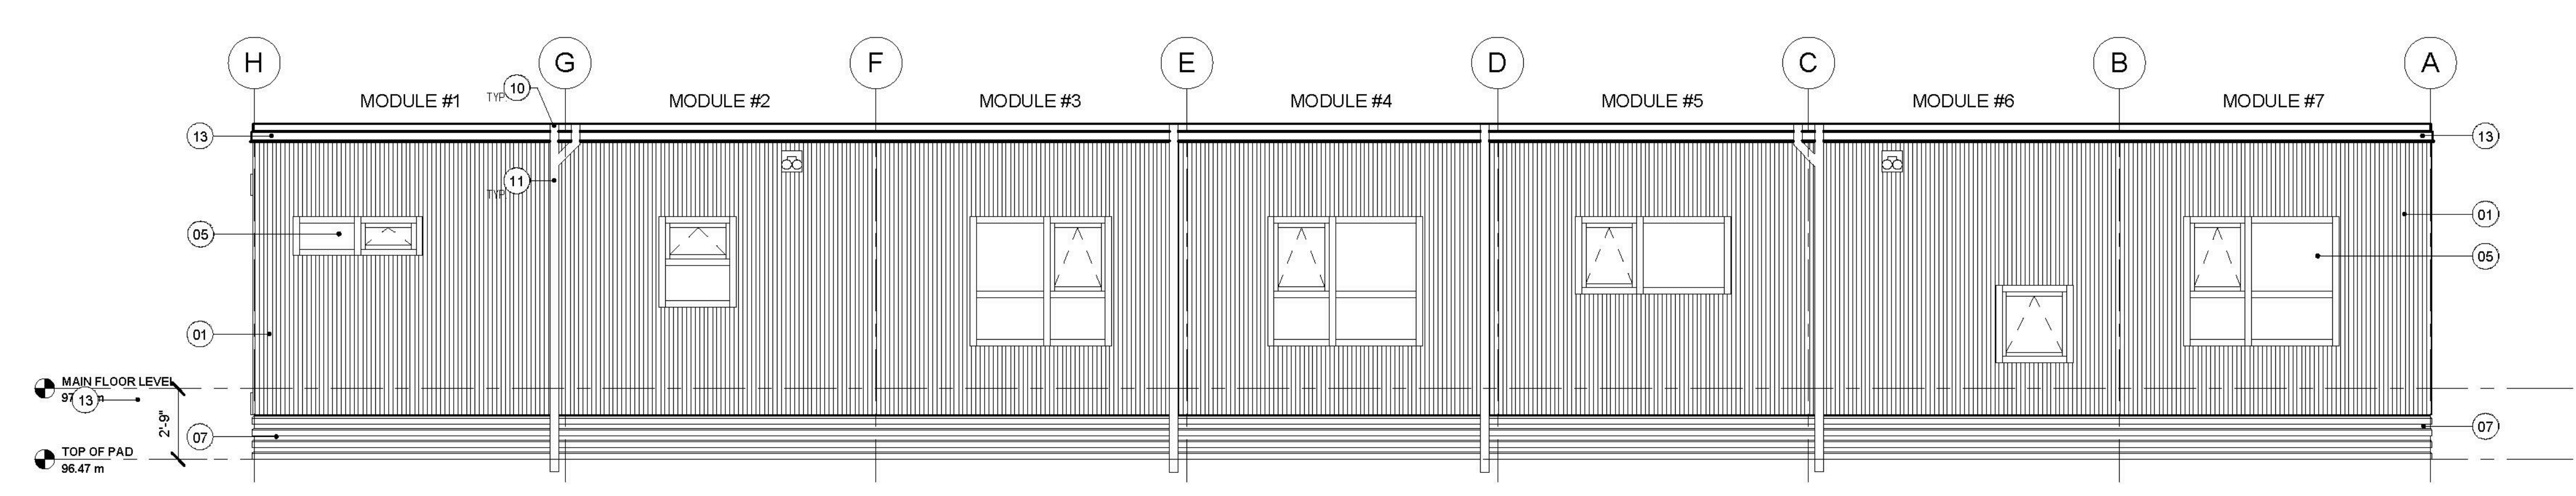 H G F E D C B A
MODULE #1 MODULE #2 MODULE #3 MODULE #4 MODULE #5 MODULE #6 MODULE #7
TYP. 10
13 13
TYP. 11
01
05
05
01
MAIN FLOOR LEVEL
97
13
m
2'-9"
07 07
TOP OF PAD
96.47 m